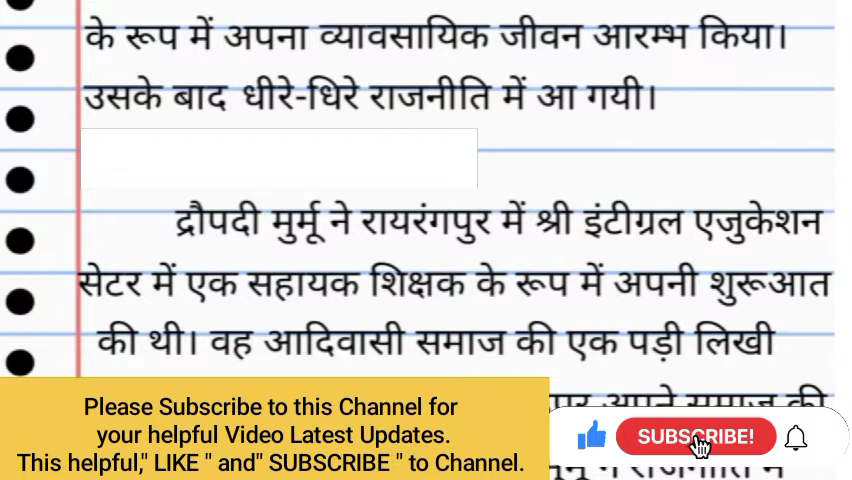 के रूप में अपना व्यावसायिक जीवन आरम्भ किया।
उसके बाद धीरे-धिरे राजनीति में आ गयी।
द्रौपदी मुर्मू ने रायरंगपुर में श्री इंटीग्रल एजुकेशन
सेटर में एक सहायक शिक्षक के रूप में अपनी शुरूआत
की थी। वह आदिवासी समाज की एक पड़ी लिखी
अपने समाज की
Please Subscribe to this Channel for
your helpful Video Latest Updates.
This helpful," LIKE " and" SUBSCRIBE " to Channel.
SUBSCRIBE!